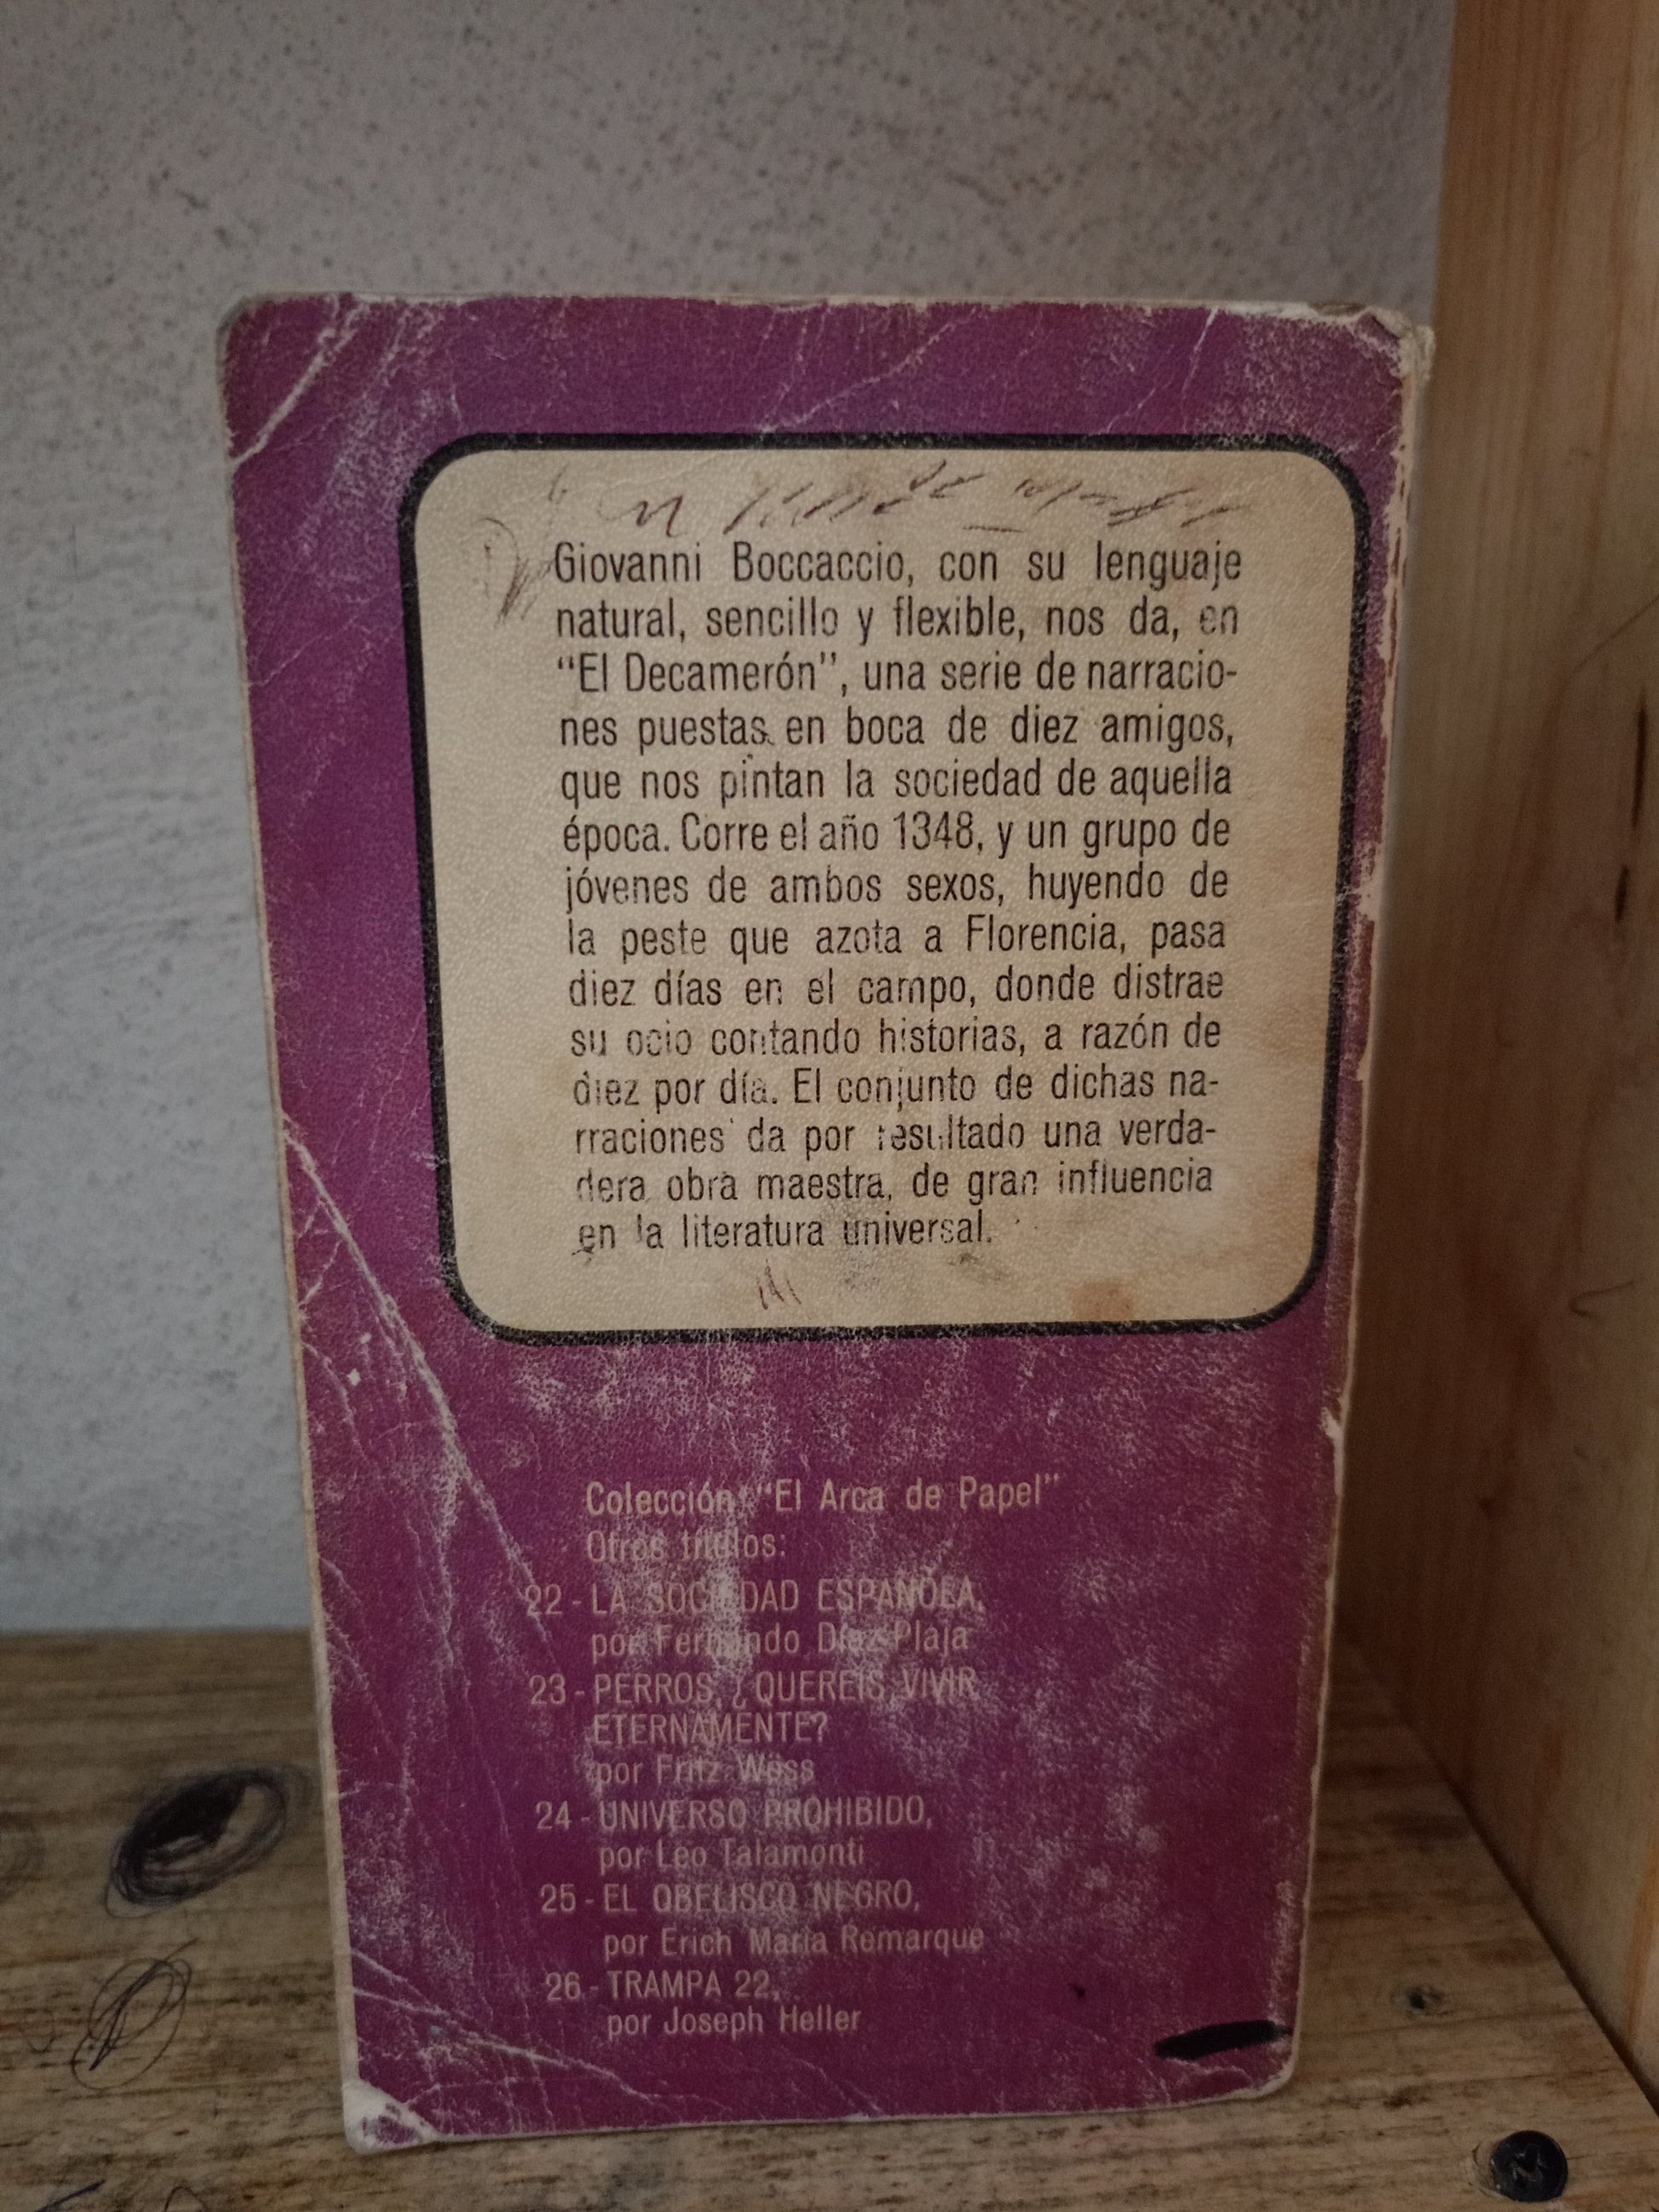 Giovanni Boccaccio, con su lenguaje
natural, sencillo y flexible, nos da, en
“El Decamerón”, una serie de narracio-
nes puestas en boca de diez amigos,
que nos pintan la sociedad de aquella
época. Corre el año 1348, y un grupo de
jóvenes de ambos sexos, huyendo de
la peste que azota a Florencia, pasa
diez días en el campo, donde distrae
su ocio contando historias, a razón de
diez por día. El conjunto de dichas na-
rraciones da por resultado una verda-
dera obra maestra, de gran influencia
en la literatura universal.
Colección “El Arca de Papel”
Otros títulos:
22 - LA SOCIEDAD ESPAÑOLA,
por Fernando Díaz-Plaja
23 - PERROS, ¿QUEREIS VIVIR
ETERNAMENTE?
por Fritz Wöss
24 - UNIVERSO PROHIBIDO,
por Leo Talamonti
25 - EL OBELISCO NEGRO,
por Erich Maria Remarque
26 - TRAMPA 22,
por Joseph Heller